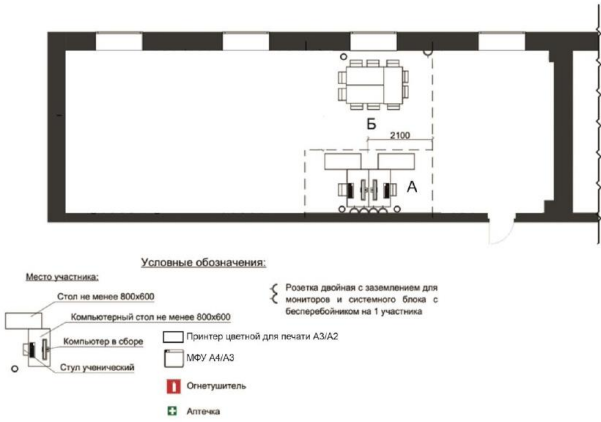 Б
2100
А
Условные обозначения:
Место участника:
Стол не менее 800х600
Компьютерный стол не менее 800х600
Компьютер в сборе
Стул ученический
Розетка двойная с заземлением для
мониторов и системного блока с
бесперебойником на 1 участника
Принтер цветной для печати А3/А2
МФУ А4/А3
Огнетушитель
Аптечка